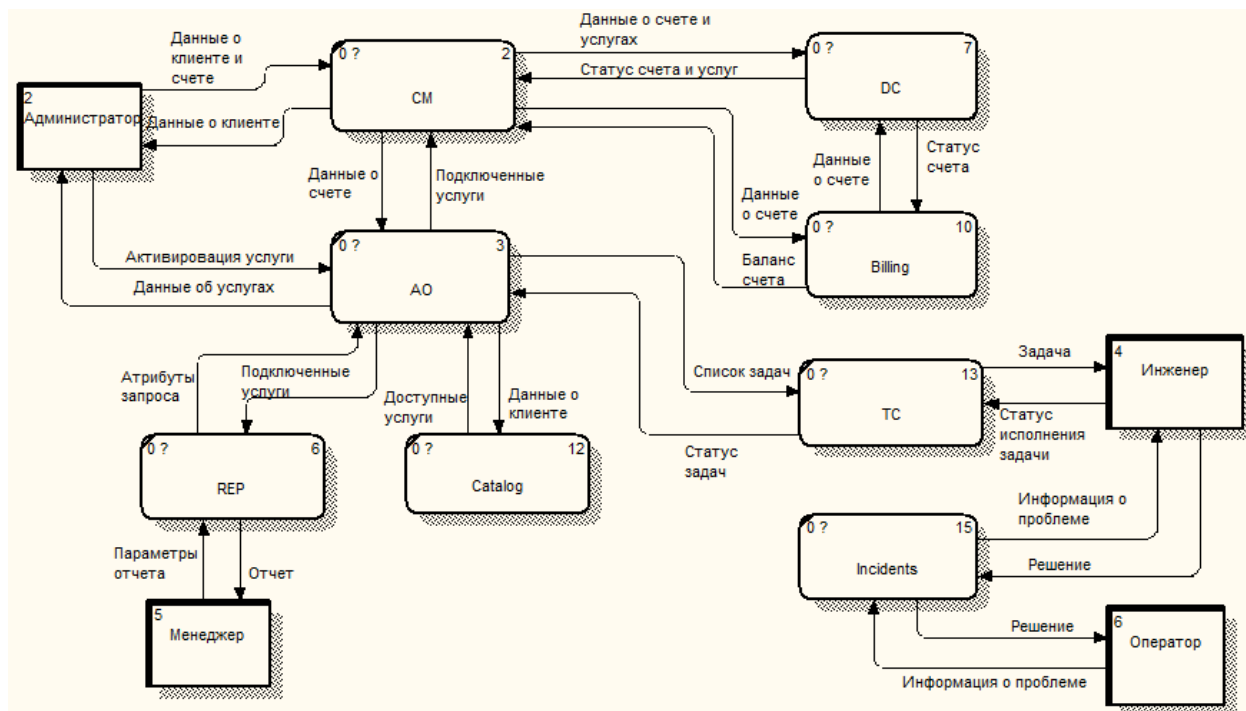 Данные о
клиенте и
счете
0 ?
2
CM
Данные о счете и
услугах
Статус счета и услуг
0 ?
7
DC
2
Администратор
Данные о клиенте
Данные о
счете
Подключенные
услуги
Данные
о счете
Статус
счета
Данные
о счете
0 ?
10
Billing
Баланс
счета
Активировация услуги
Данные об услугах
0 ?
3
AO
Атрибуты
запроса
Подключенные
услуги
Доступные
услуги
Данные о
клиенте
Список задач
Статус
задач
0 ?
13
TC
Задача
4
Инженер
Статус
исполнения
задачи
0 ?
6
REP
0 ?
12
Catalog
Информация о
проблеме
0 ?
15
Incidents
Решение
Параметры
отчета
Отчет
5
Менеджер
Решение
6
Оператор
Информация о проблеме